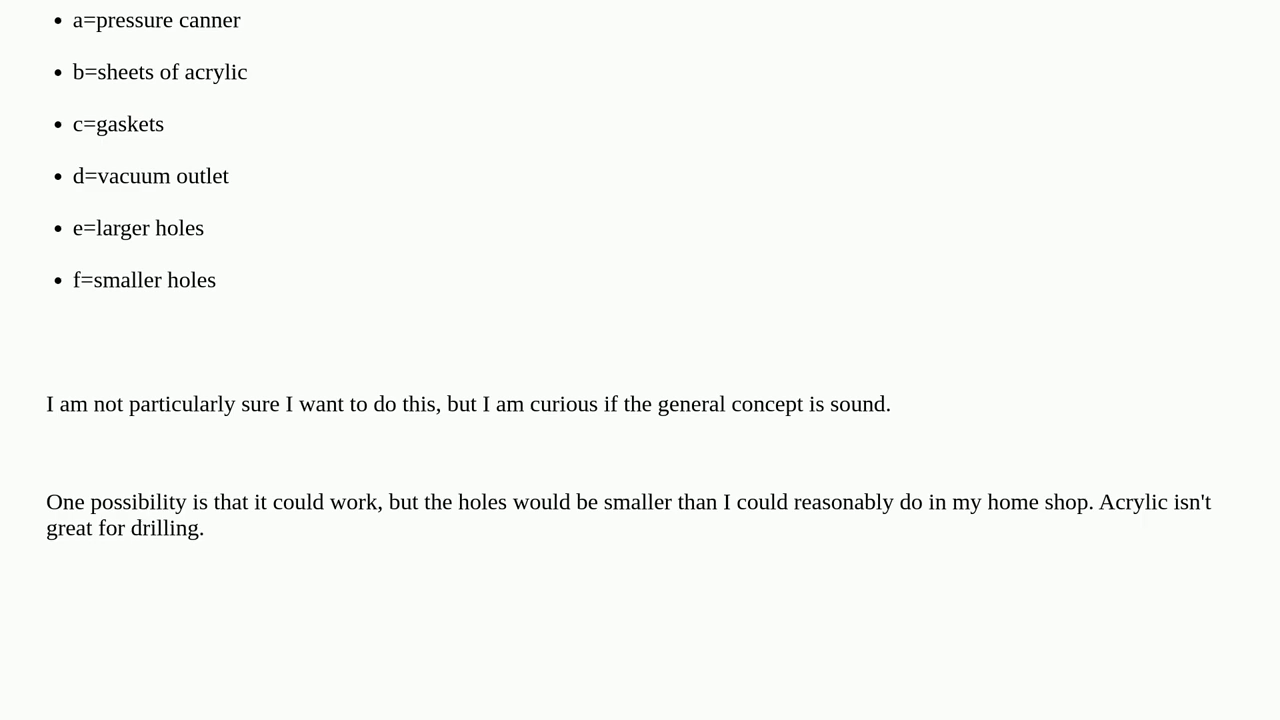 • a=pressure canner
• b=sheets of acrylic
• c=gaskets
• d=vacuum outlet
• e=larger holes
• f=smaller holes
I am not particularly sure I want to do this, but I am curious if the general concept is sound.
One possibility is that it could work, but the holes would be smaller than I could reasonably do in my home shop. Acrylic isn't
great for drilling.